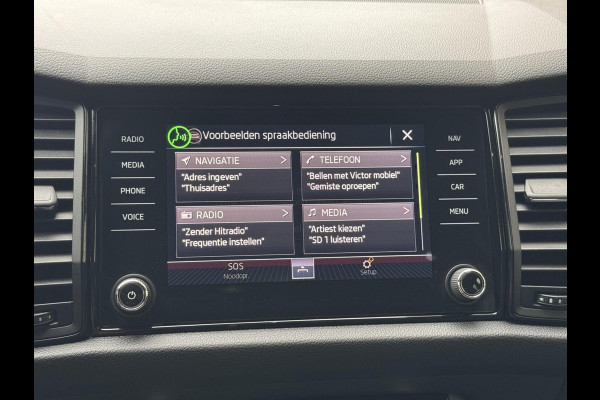 RADIO
MEDIA
PHONE
VOICE
Voorbeelden spraakbediening
NAVIGATIE
"Adres ingeven"
"Thuisadres"
TELEFOON
"Bellen met Victor mobiel"
"Gemiste oproepen"
RADIO
"Zender Hitradio"
"Frequentie instellen"
MEDIA
"Artiest kiezen"
"SD 1 luisteren"
SOS
Noodopr.
Setup
NAV
APP
CAR
MENU